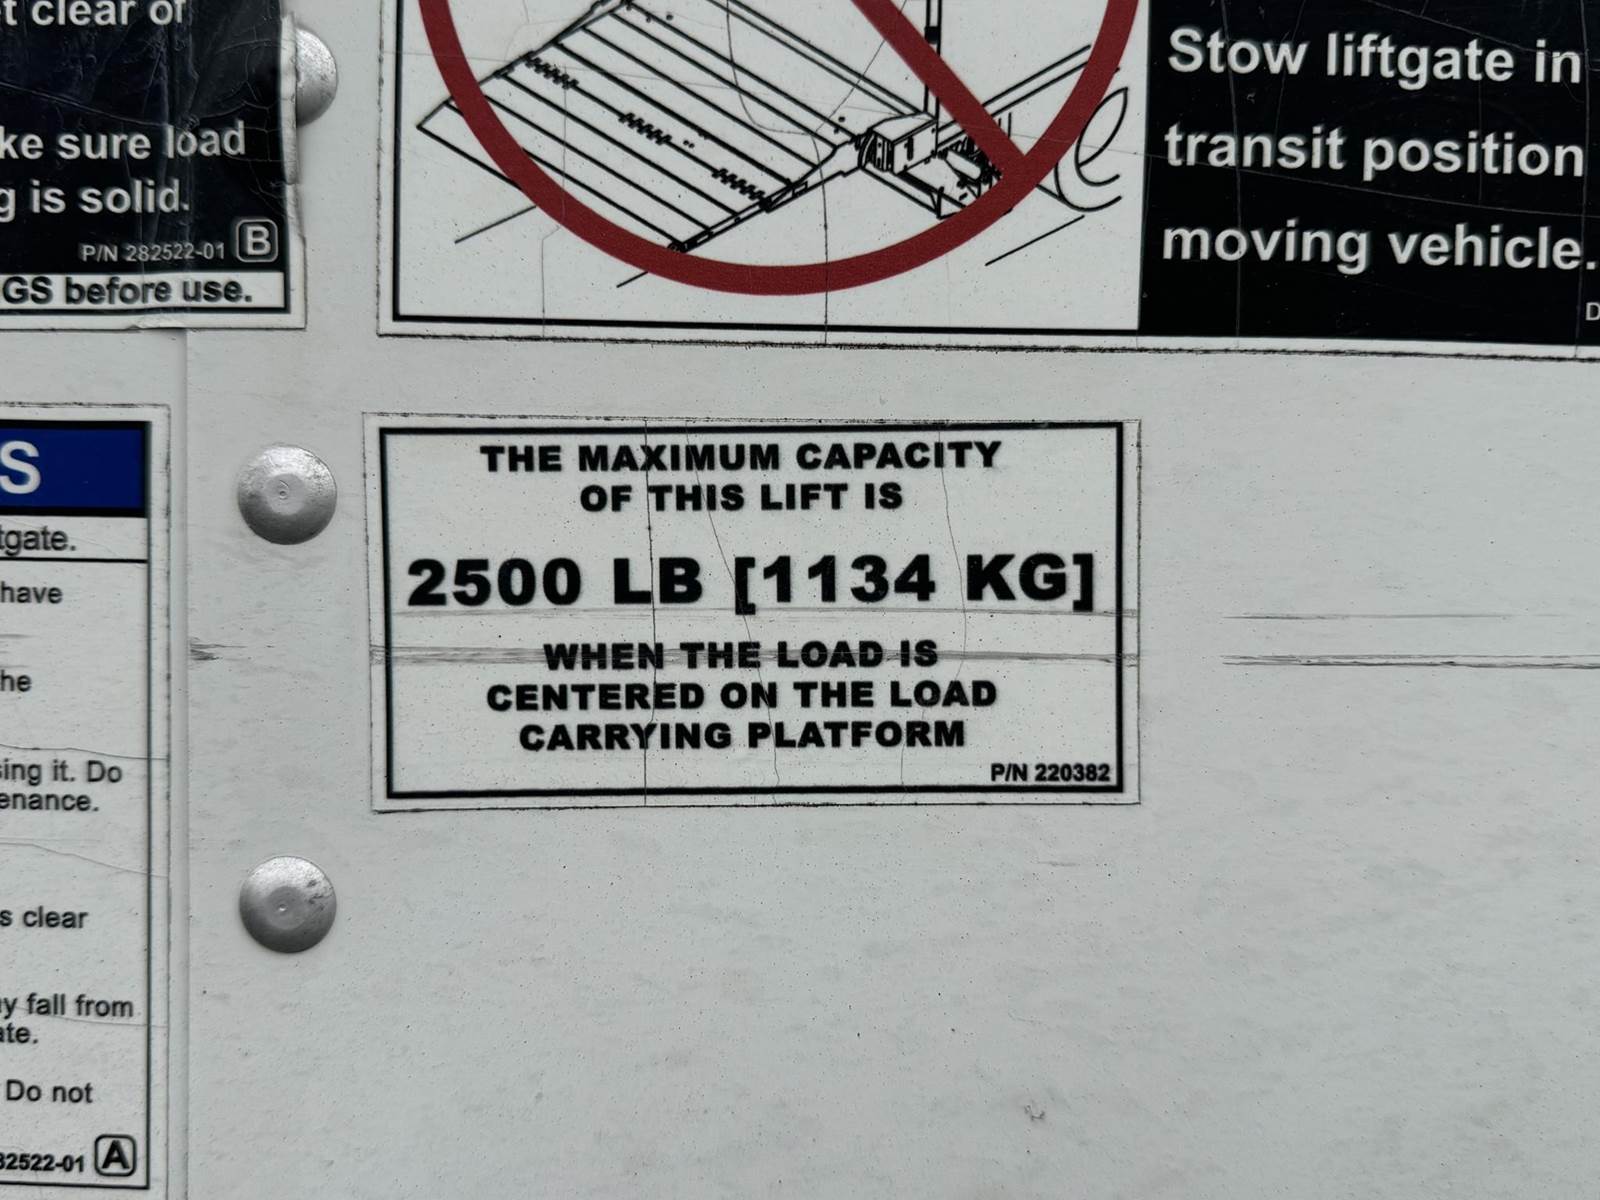 t clear of
ke sure load
g is solid.
P/N 282522-01 B
GS before use.
Stow liftgate in
transit position
moving vehicle.
D
S
tgate.
have
he
sing it. Do
enance.
s clear
y fall from
ate.
Do not
32522-01 A
THE MAXIMUM CAPACITY
OF THIS LIFT IS
2500 LB [1134 KG]
WHEN THE LOAD IS
CENTERED ON THE LOAD
CARRYING PLATFORM
P/N 220382